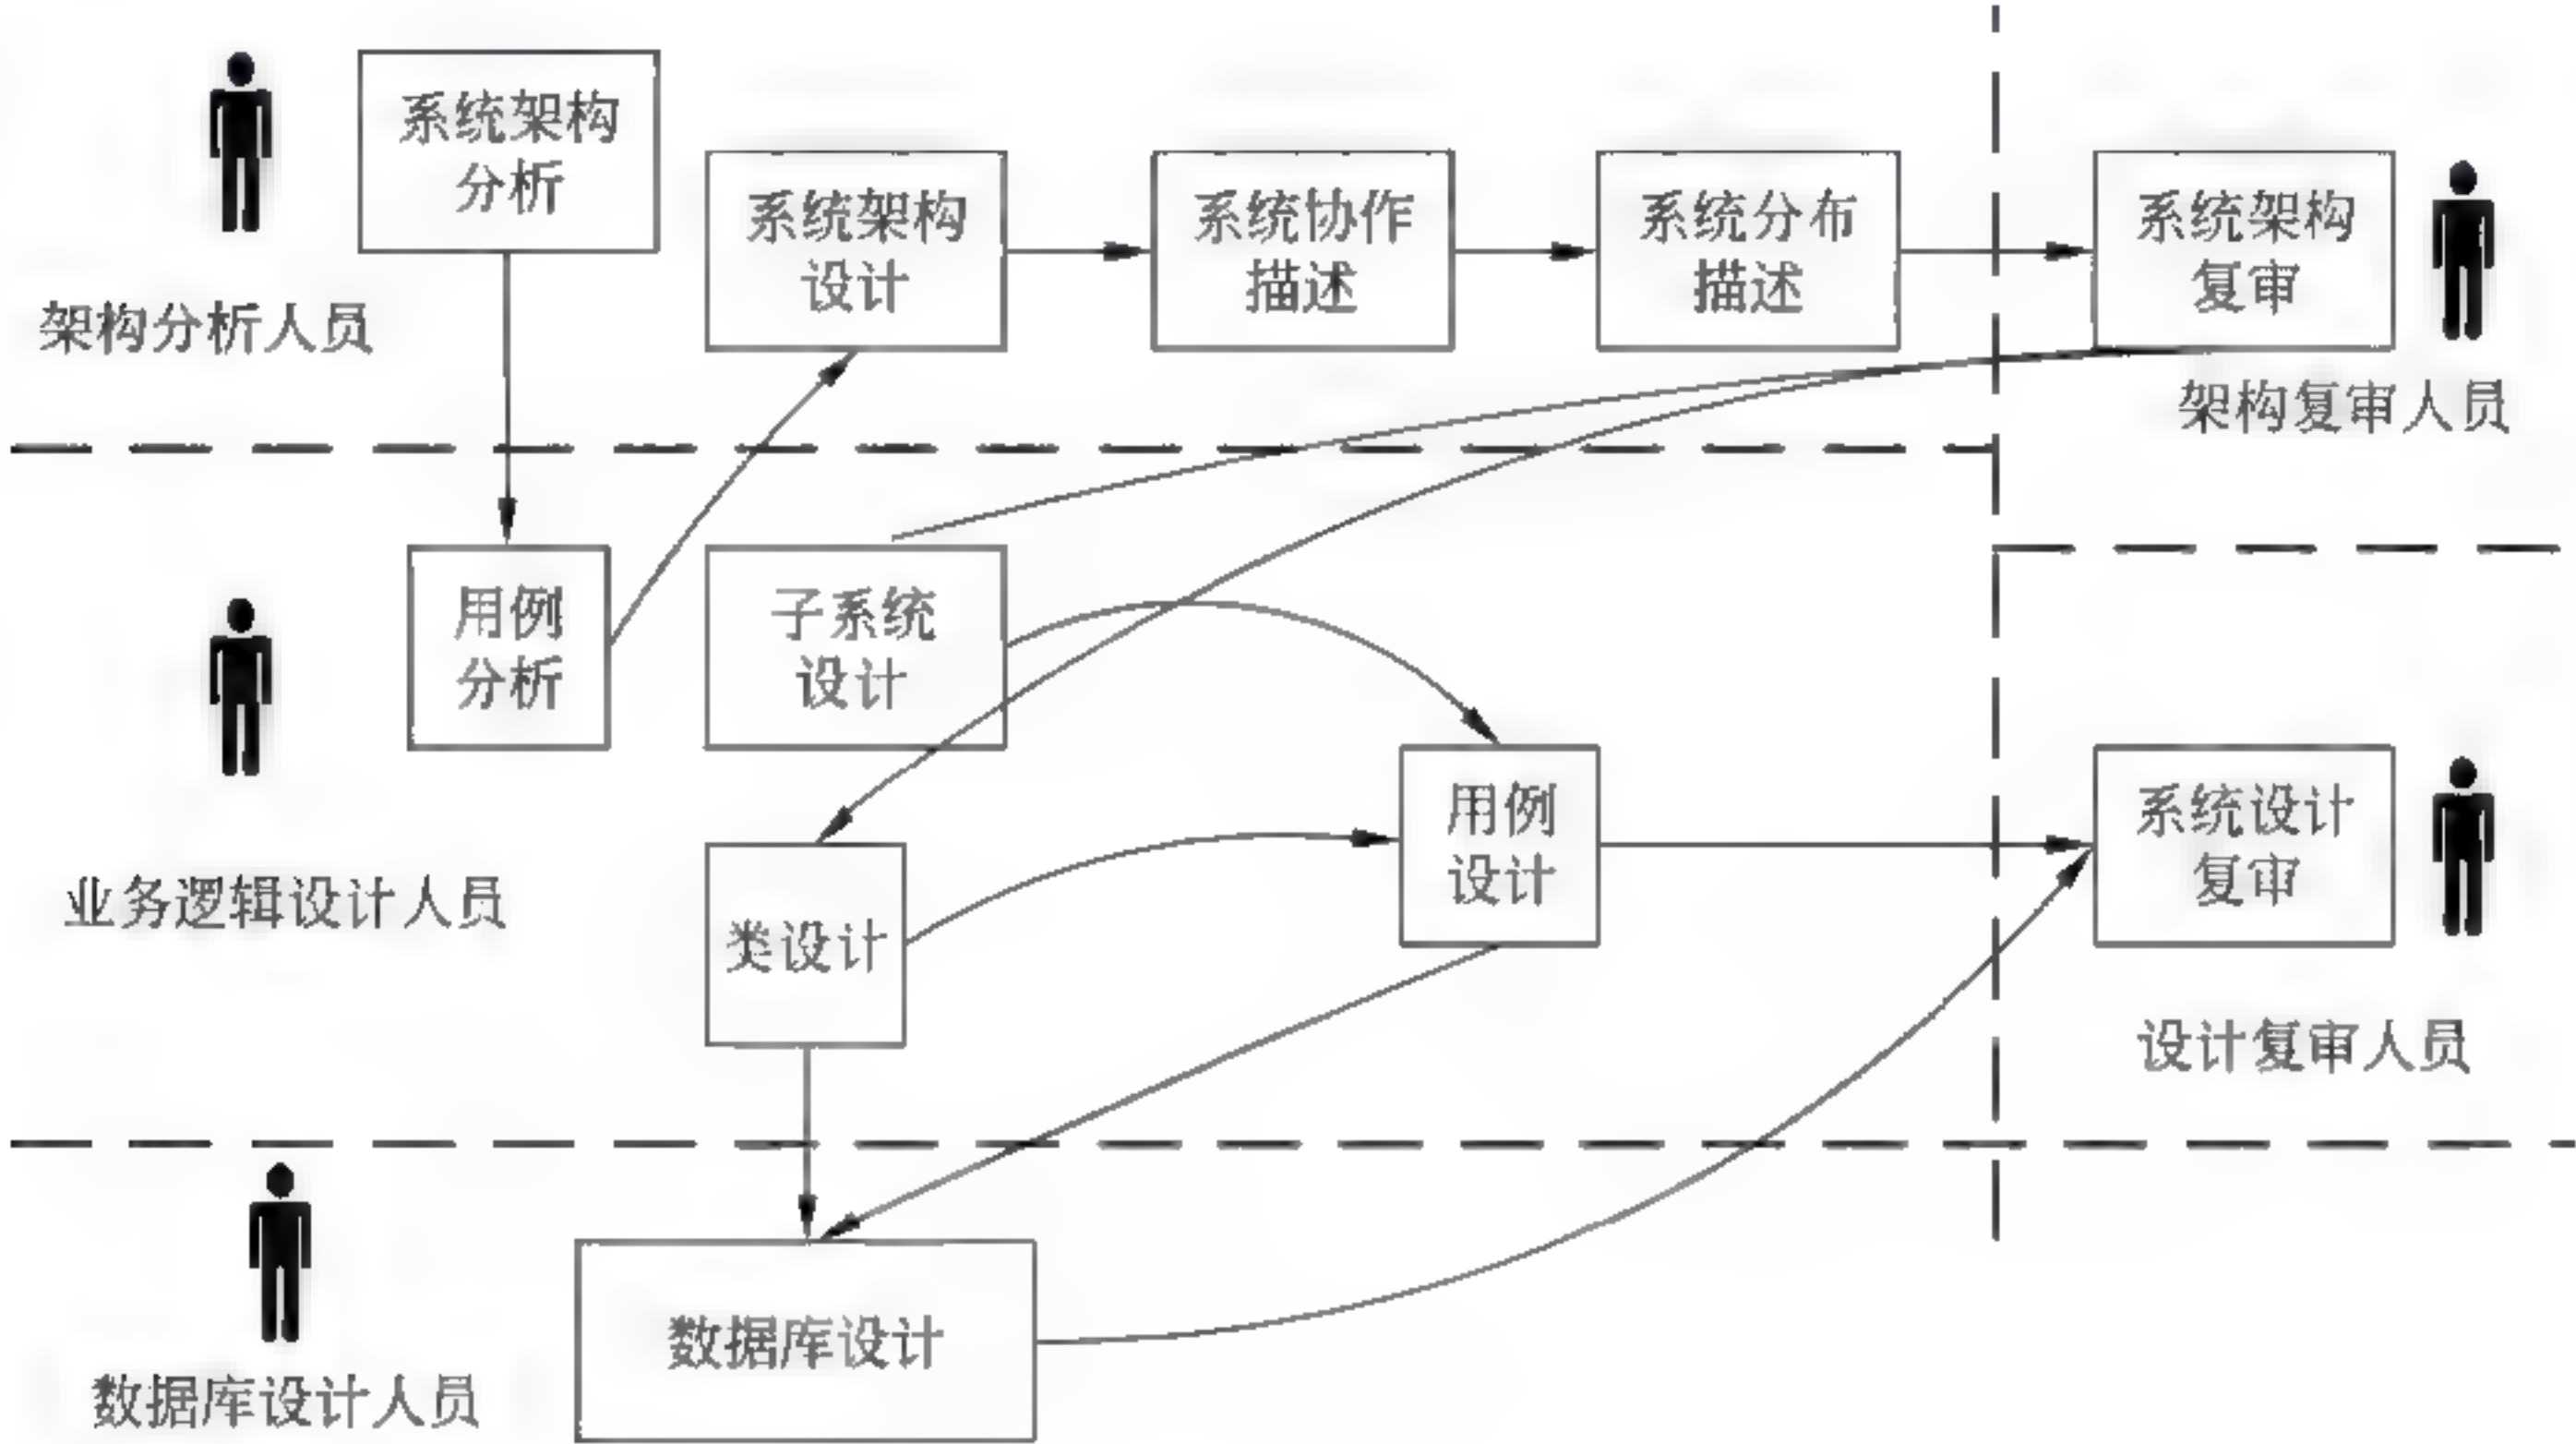 系统架构
分析
架构分析人员
系统架构
设计
系统协作
描述
系统分布
描述
系统架构
复审
架构复审人员
用例
分析
子系统
设计
业务逻辑设计人员
类设计
用例
设计
系统设计
复审
设计复审人员
数据库设计
数据库设计人员